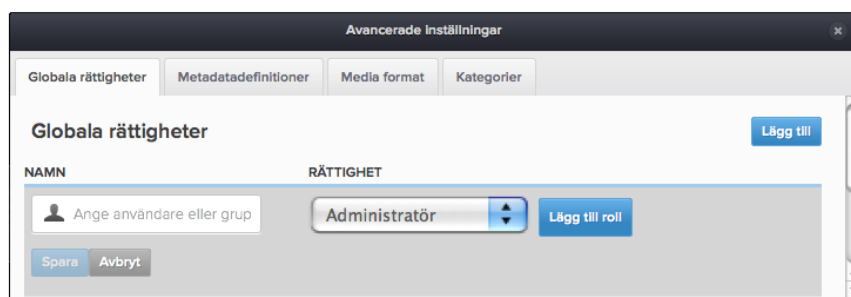 Avancerade inställningar
Globala rättigheter Metadatadefinitioner Media format Kategorier
Globala rättigheter Lägg till
NAMN RÄTTIGHET
Ange användare eller grup Administratör Lägg till roll
Spara Avbryt